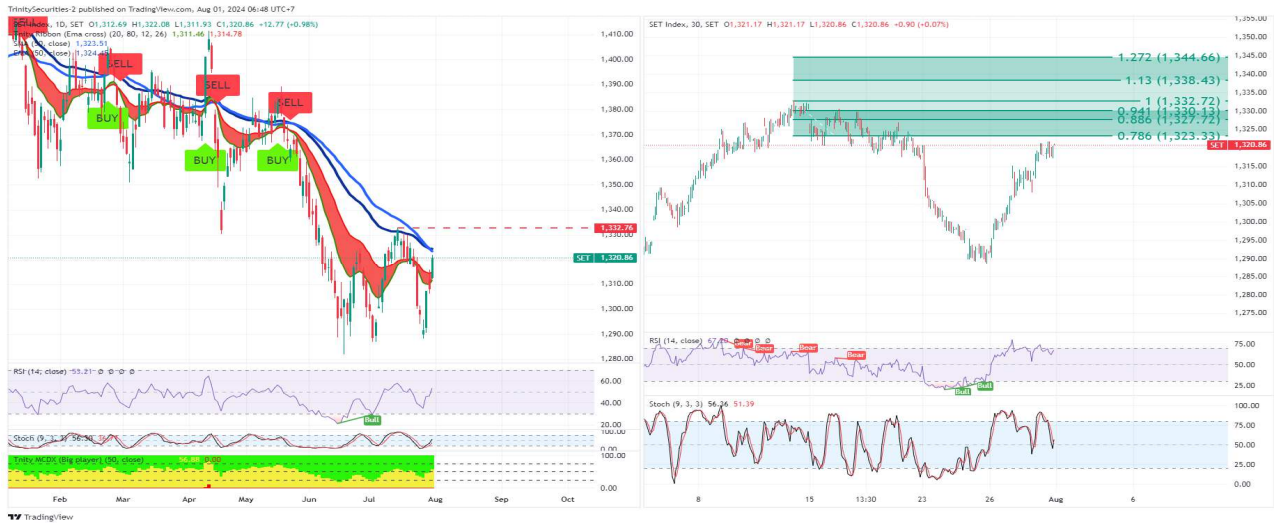 TrinitySecurities-2 published on TradingView.com, Aug 01, 2024 06:48 UTC+7
SET Index, 1D, SET O1,312.69 H1,322.08 L1,311.93 C1,320.86 +12.77 (+0.98%)
Trinity Ribbon (Ema cross) (20, 80, 12, 26) 1,311.46 1,314.78
close) 1,323.51
(50, close)
SELL
SELL
SELL
SELL
BUY
BUY
BUY
1,410.00
1,400.00
1,390.00
1,380.00
1,370.00
1,360.00
1,350.00
1,340.00
1,332.76
1,330.00
SET 1,320.86
1,310.00
1,300.00
1,290.00
1,280.00
RSI (14, close) 53.21 ∅ ∅ ∅ ∅
Bull
60.00
40.00
20.00
Stoch (9, 3, 3)
100.00
Tnity MCDX (Big player) (50, close) 0.00
100.00
0.00
Feb Mar Apr May Jun Jul Aug Sep Oct
SET Index, 30, SET O1,321.17 H1,321.17 L1,320.86 C1,320.86 +0.90 (+0.07%)
1.272 (1,344.66)
1.13 (1,338.43)
1 (1,332.72)
0.941 (1,330.13)
0.886 (1,327.72)
0.786 (1,323.33)
1,355.00
1,350.00
1,345.00
1,340.00
1,335.00
1,330.00
1,325.00
SET 1,320.86
1,315.00
1,310.00
1,305.00
1,300.00
1,295.00
1,290.00
1,285.00
1,280.00
1,275.00
RSI (14, close)
Bear
Bear
Bear
Bear
Bull
Bull
75.00
50.00
25.00
Stoch (9, 3, 3) 56.36 51.39
100.00
75.00
50.00
25.00
0.00
8 15 13:30 23 26 Aug 6
TradingView